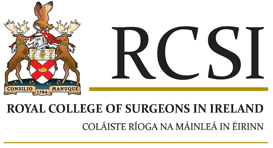 RCSI
CONSILIO MANUQUE
1784
ROYAL COLLEGE OF SURGEONS IN IRELAND
COLÁISTE RÍOGA NA MÁINLEÁ IN ÉIRINN